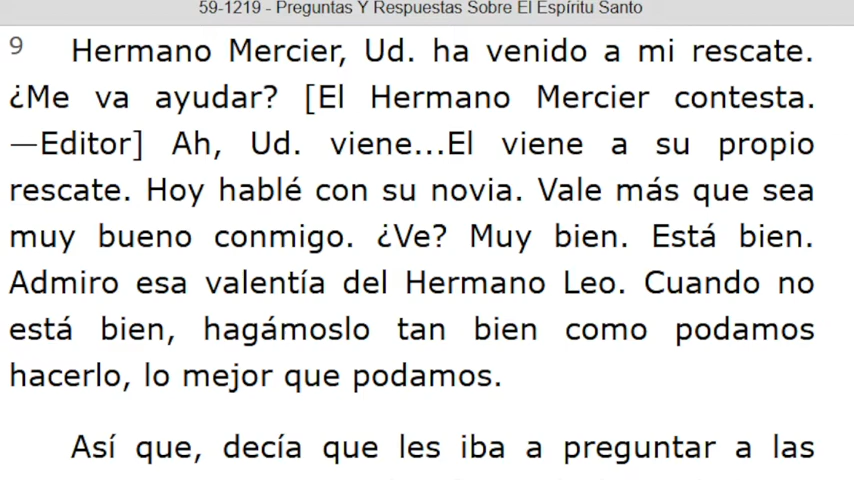 59-1219 - Preguntas Y Respuestas Sobre El Espíritu Santo
9 Hermano Mercier, Ud. ha venido a mi rescate.
¿Me va ayudar? [El Hermano Mercier contesta.
—Editor] Ah, Ud. viene...El viene a su propio
rescate. Hoy hablé con su novia. Vale más que sea
muy bueno conmigo. ¿Ve? Muy bien. Está bien.
Admiro esa valentía del Hermano Leo. Cuando no
está bien, hagámoslo tan bien como podamos
hacerlo, lo mejor que podamos.
Así que, decía que les iba a preguntar a las